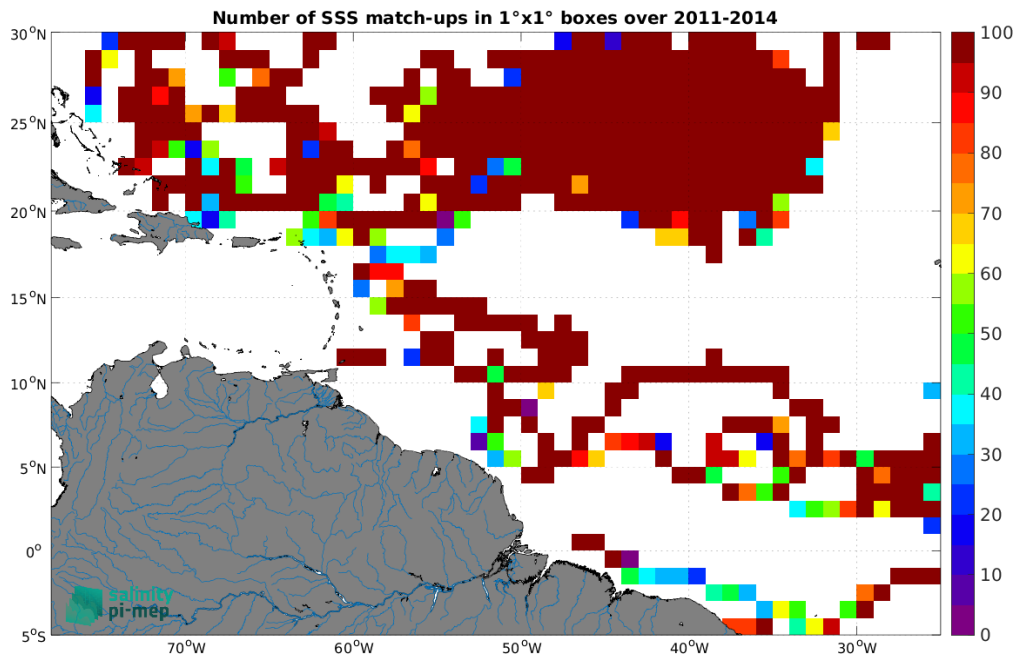 Number of SSS match-ups in 1°x1° boxes over 2011-2014
30°N
25°N
20°N
15°N
10°N
5°N
0°
5°S
70°W
60°W
50°W
40°W
30°W
100
90
80
70
60
50
40
30
20
10
0
salinity
pi-mep